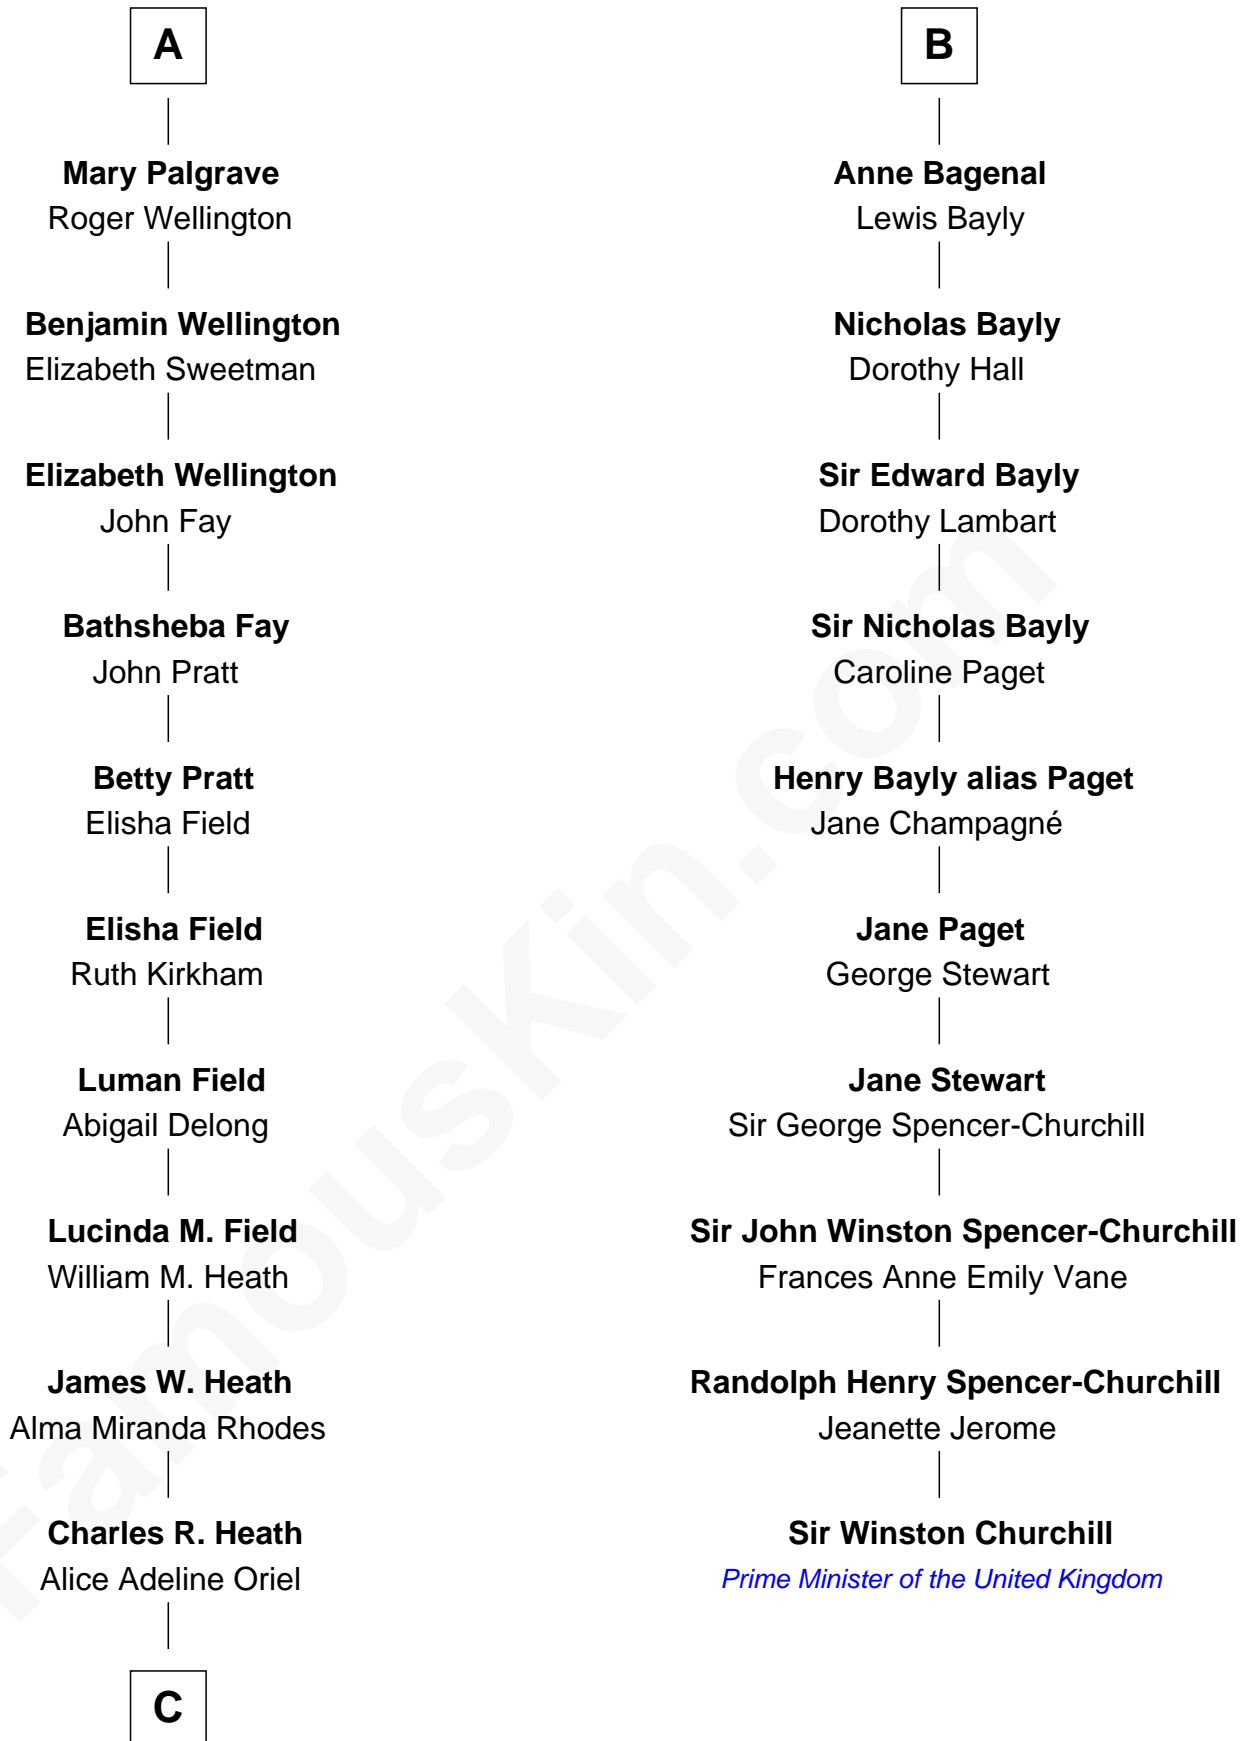 A
Mary Palgrave
Roger Wellington
Benjamin Wellington
Elizabeth Sweetman
Elizabeth Wellington
John Fay
Bathsheba Fay
John Pratt
Betty Pratt
Elisha Field
Elisha Field
Ruth Kirkham
Luman Field
Abigail Delong
Lucinda M. Field
William M. Heath
James W. Heath
Alma Miranda Rhodes
Charles R. Heath
Alice Adeline Oriel
C
B
Anne Bagenal
Lewis Bayly
Nicholas Bayly
Dorothy Hall
Sir Edward Bayly
Dorothy Lambart
Sir Nicholas Bayly
Caroline Paget
Henry Bayly alias Paget
Jane Champagné
Jane Paget
George Stewart
Jane Stewart
Sir George Spencer-Churchill
Sir John Winston Spencer-Churchill
Frances Anne Emily Vane
Randolph Henry Spencer-Churchill
Jeanette Jerome
Sir Winston Churchill
Prime Minister of the United Kingdom
FamousKin.com